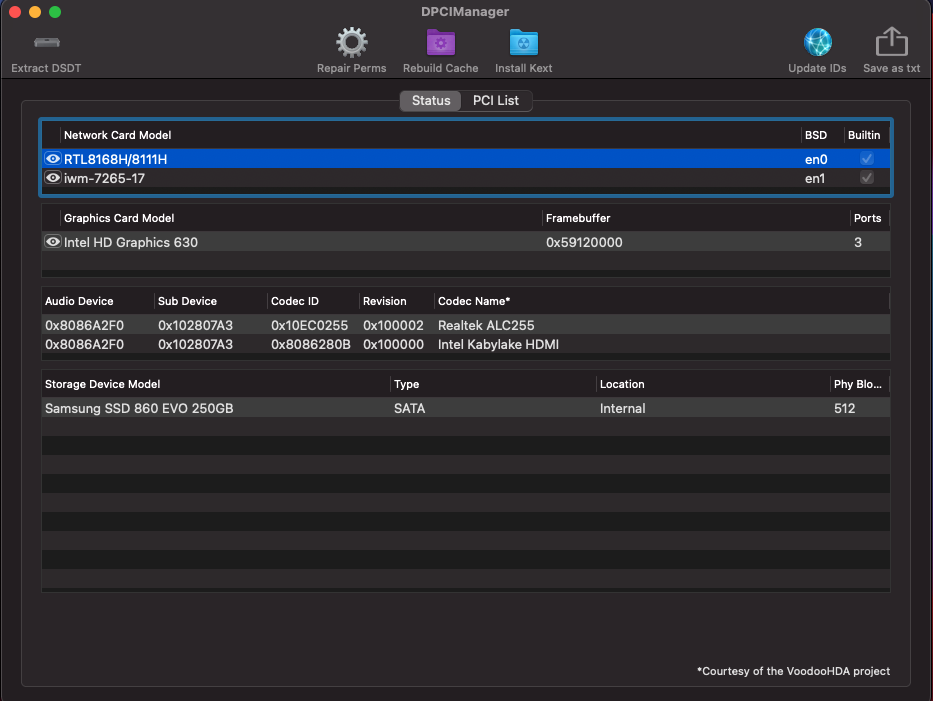 DPCIManager
Extract DSDT Repair Perms Rebuild Cache Install Kext Update IDs Save as txt
Status PCI List
Network Card Model BSD Builtin
RTL8168H/8111H en0
iwm-7265-17 en1
Graphics Card Model Framebuffer Ports
Intel HD Graphics 630 0x59120000 3
Audio Device Sub Device Codec ID Revision Codec Name*
0x8086A2F0 0x102807A3 0x10EC0255 0x100002 Realtek ALC255
0x8086A2F0 0x102807A3 0x8086280B 0x100000 Intel Kabylake HDMI
Storage Device Model Type Location Phy Blo...
Samsung SSD 860 EVO 250GB SATA Internal 512
*Courtesy of the VoodooHDA project